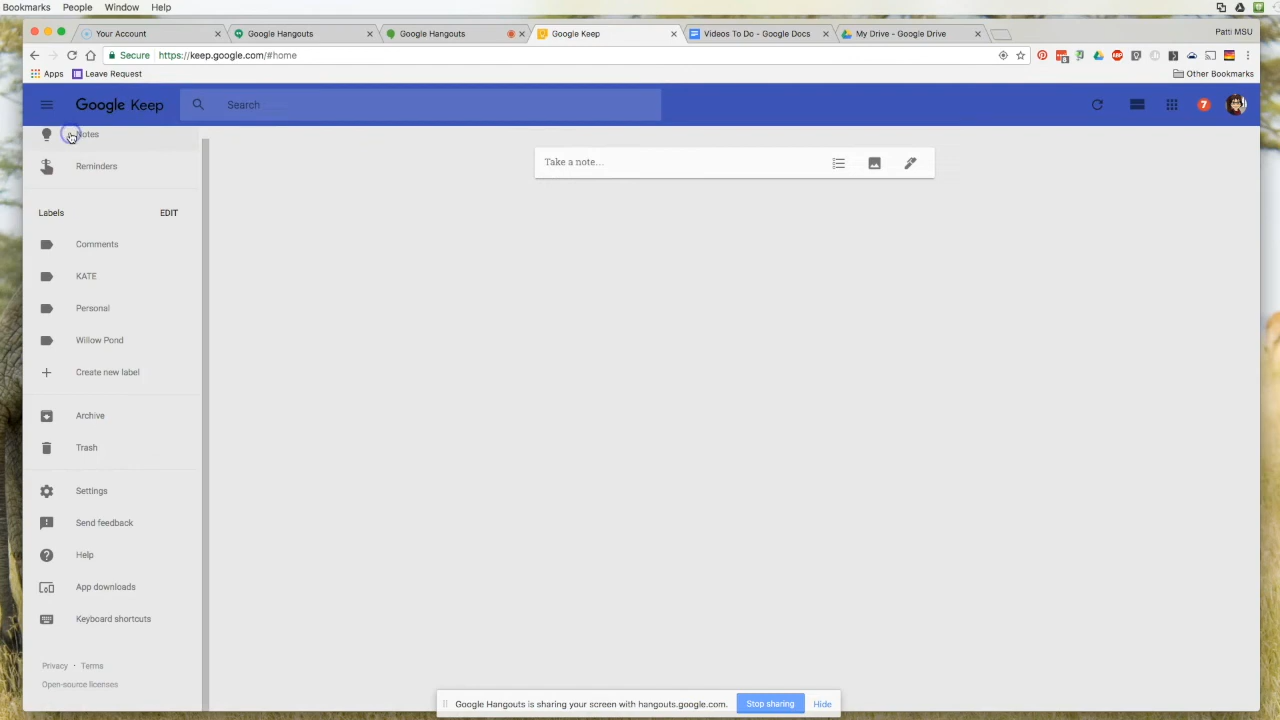 Bookmarks People Window Help
Your Account Google Hangouts Google Hangouts Google Keep Videos To Do - Google Docs My Drive - Google Drive Patti MSU
Secure https://keep.google.com/#home
Apps Leave Request Other Bookmarks
Google Keep Search 7
Notes
Take a note...
Reminders
Labels EDIT
Comments
KATE
Personal
Willow Pond
Create new label
Archive
Trash
Settings
Send feedback
Help
App downloads
Keyboard shortcuts
Privacy · Terms
Open-source licenses
Google Hangouts is sharing your screen with hangouts.google.com. Stop sharing Hide